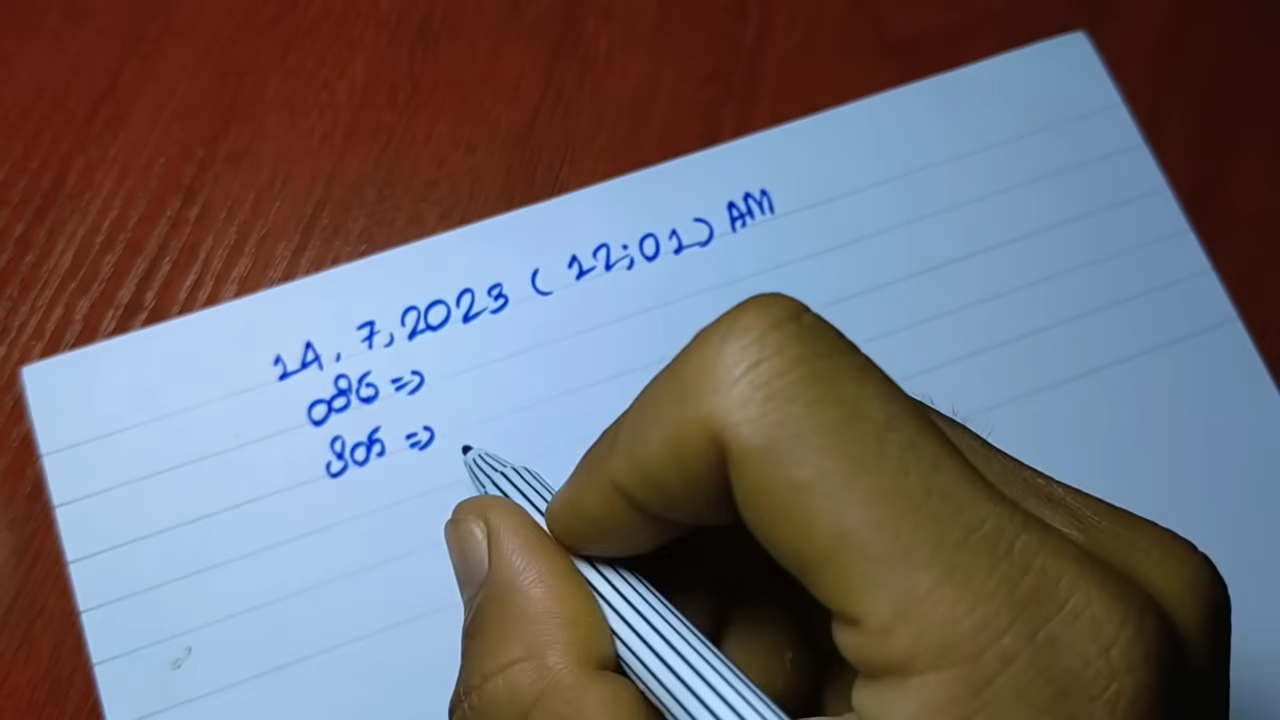 14.7,2023 (12;01) AM
086 =>
805 =>